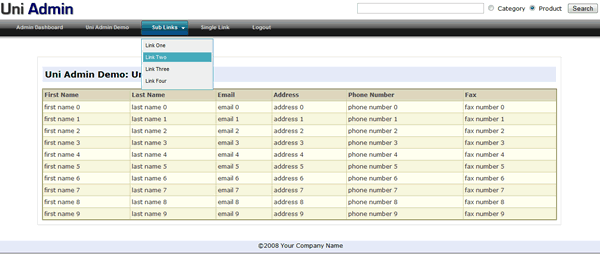 Uni Admin
Category Product Search
Admin Dashboard Uni Admin Demo Sub Links Single Link Logout
Link One
Link Two
Link Three
Link Four
Uni Admin Demo: Un
First Name Last Name Email Address Phone Number Fax
first name 0 last name 0 email 0 address 0 phone number 0 fax number 0
first name 1 last name 1 email 1 address 1 phone number 1 fax number 1
first name 2 last name 2 email 2 address 2 phone number 2 fax number 2
first name 3 last name 3 email 3 address 3 phone number 3 fax number 3
first name 4 last name 4 email 4 address 4 phone number 4 fax number 4
first name 5 last name 5 email 5 address 5 phone number 5 fax number 5
first name 6 last name 6 email 6 address 6 phone number 6 fax number 6
first name 7 last name 7 email 7 address 7 phone number 7 fax number 7
first name 8 last name 8 email 8 address 8 phone number 8 fax number 8
first name 9 last name 9 email 9 address 9 phone number 9 fax number 9
©2008 Your Company Name